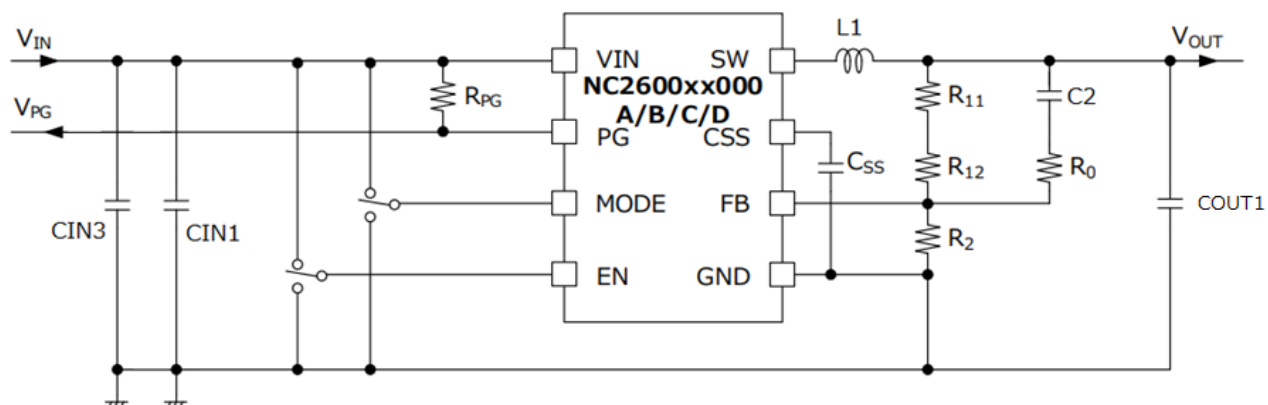 L1
VIN
VOUT
VIN
SW
NC2600xx000
A/B/C/D
RPG
R11
C2
VPG
PG
CSS
CSS
R12
R0
MODE
FB
COUT1
CIN3
CIN1
R2
EN
GND